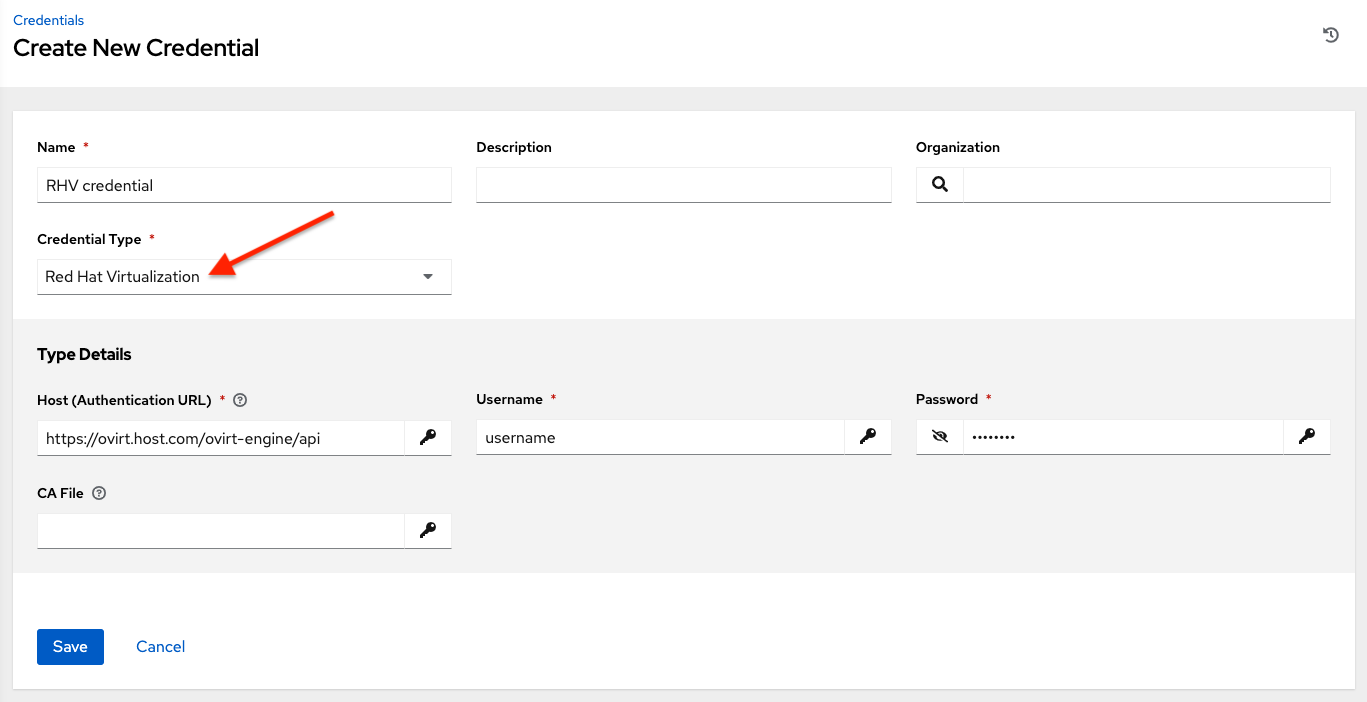 Credentials
Create New Credential
Name *
Description
Organization
RHV credential
Credential Type *
Red Hat Virtualization
Type Details
Host (Authentication URL) * ?
Username *
Password *
https://ovirt.host.com/ovirt-engine/api
username
••••••••
CA File ?
Save
Cancel